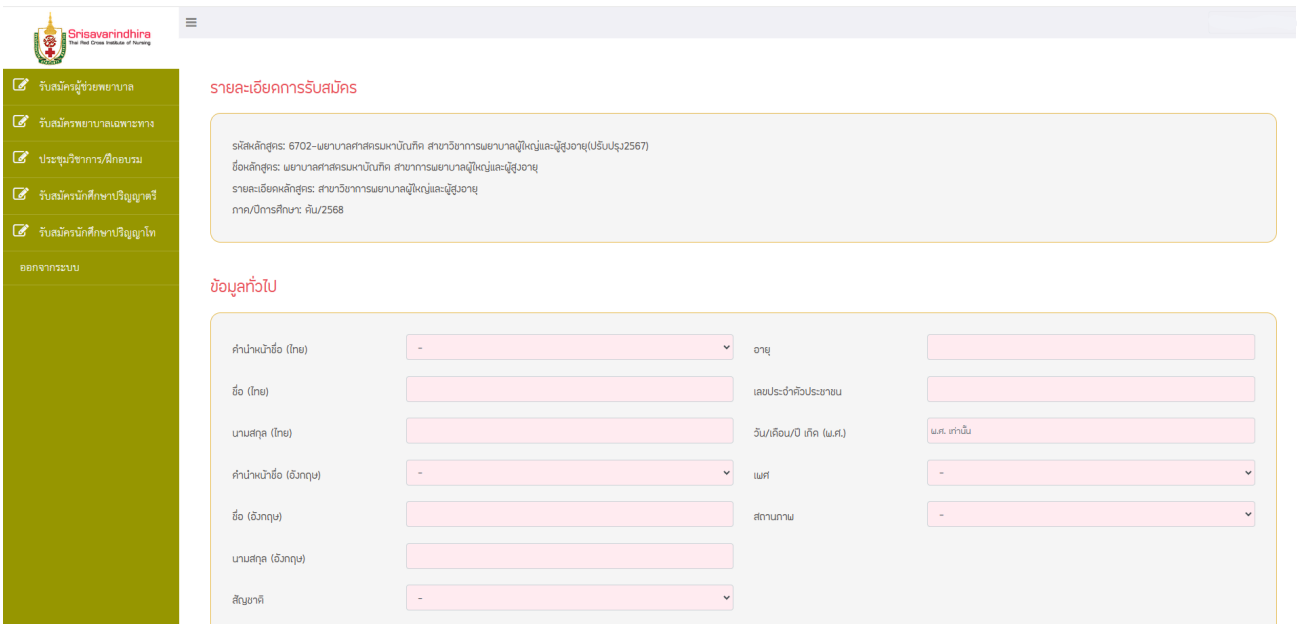 Srisavarindhira
Thai Red Cross Institute of Nursing
รับสมัครผู้ช่วยพยาบาล
รับสมัครพยาบาลเฉพาะทาง
ประชุมวิชาการ/ฝึกอบรม
รับสมัครนักศึกษาปริญญาตรี
รับสมัครนักศึกษาปริญญาโท
ออกจากระบบ
รายละเอียดการรับสมัคร
รหัสหลักสูตร: 6702-พยาบาลศาสตรมหาบัณฑิต สาขาวิชาการพยาบาลผู้ใหญ่และผู้สูงอายุ(ปรับปรุง2567)
ชื่อหลักสูตร: พยาบาลศาสตรมหาบัณฑิต สาขาการพยาบาลผู้ใหญ่และผู้สูงอายุ
รายละเอียดหลักสูตร: สาขาวิชาการพยาบาลผู้ใหญ่และผู้สูงอายุ
ภาค/ปีการศึกษา: ต้น/2568
ข้อมูลทั่วไป
คำนำหน้าชื่อ (ไทย) - อายุ
ชื่อ (ไทย) เลขประจำตัวประชาชน
นามสกุล (ไทย) วัน/เดือน/ปี เกิด (พ.ศ.) พ.ศ. เท่านั้น
คำนำหน้าชื่อ (อังกฤษ) - เพศ -
ชื่อ (อังกฤษ) สถานภาพ -
นามสกุล (อังกฤษ)
สัญชาติ -